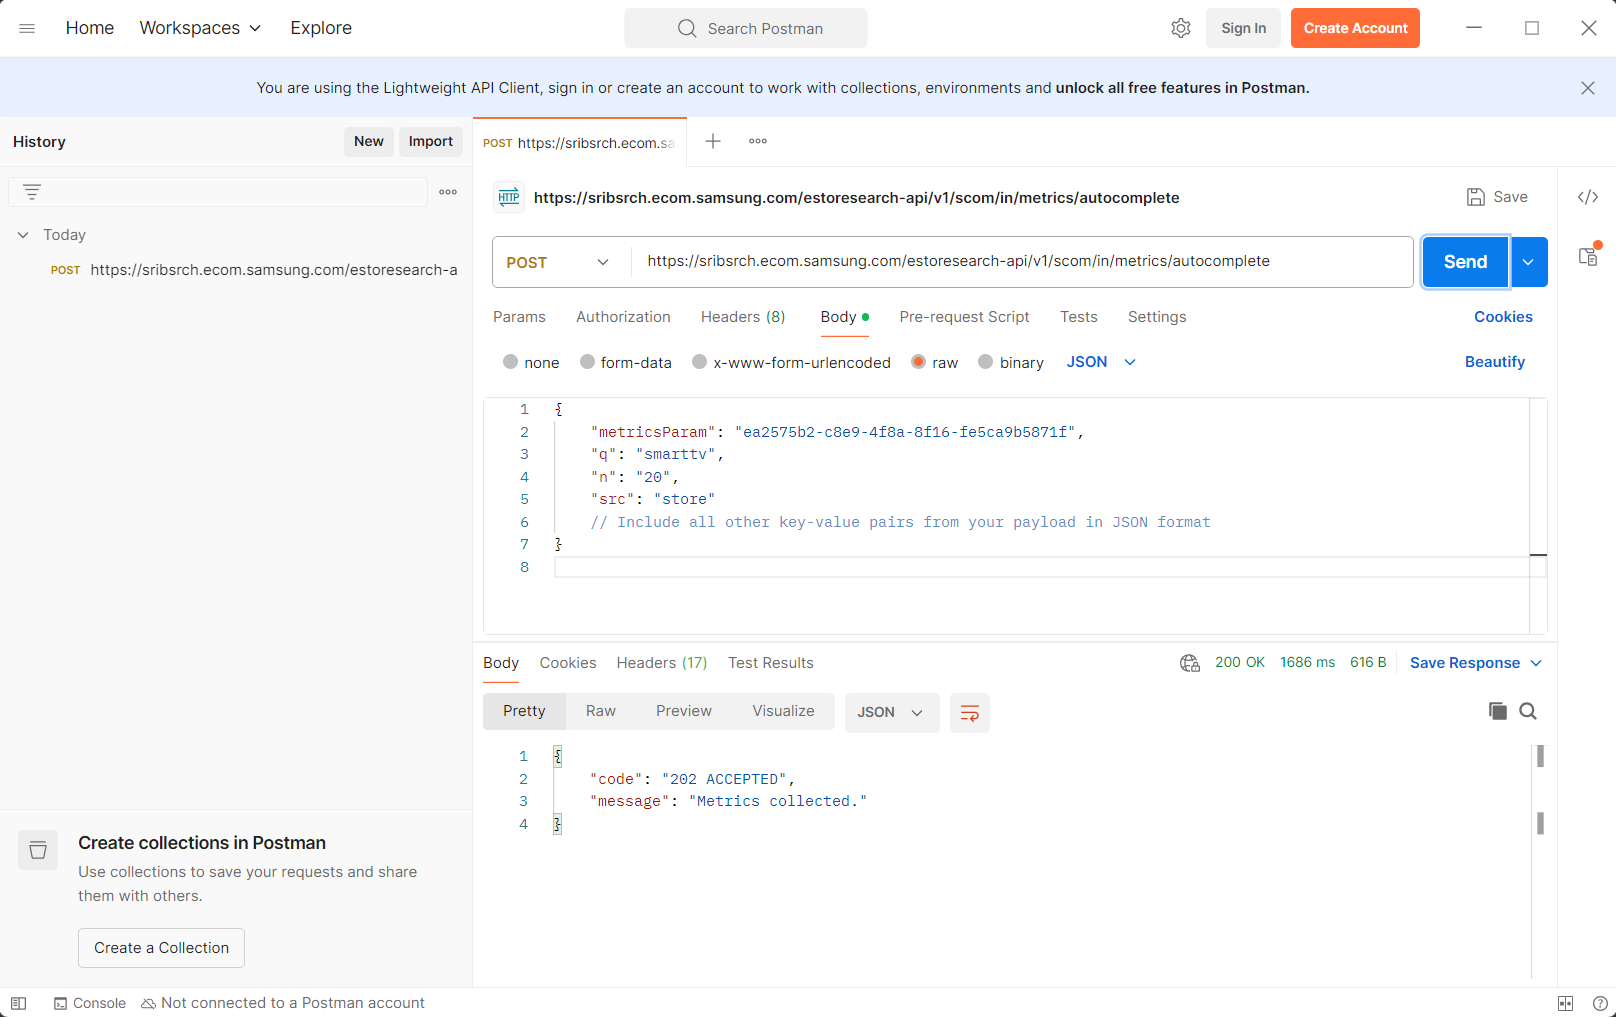 Home Workspaces Explore Search Postman Sign In Create Account
You are using the Lightweight API Client, sign in or create an account to work with collections, environments and unlock all free features in Postman.
History New Import
Today
POST https://sribsrch.ecom.samsung.com/estoresearch-a
Create collections in Postman
Use collections to save your requests and share
them with others.
Create a Collection
POST https://sribsrch.ecom.sa
HTTP https://sribsrch.ecom.samsung.com/estoresearch-api/v1/scom/in/metrics/autocomplete Save
POST https://sribsrch.ecom.samsung.com/estoresearch-api/v1/scom/in/metrics/autocomplete Send
Params Authorization Headers (8) Body Pre-request Script Tests Settings Cookies
none form-data x-www-form-urlencoded raw binary JSON Beautify
1 {
2 "metricsParam": "ea2575b2-c8e9-4f8a-8f16-fe5ca9b5871f",
3 "q": "smarttv",
4 "n": "20",
5 "src": "store"
6 // Include all other key-value pairs from your payload in JSON format
7 }
8
Body Cookies Headers (17) Test Results 200 OK 1686 ms 616 B Save Response
Pretty Raw Preview Visualize JSON
1 {
2 "code": "202 ACCEPTED",
3 "message": "Metrics collected."
4 }
Console Not connected to a Postman account